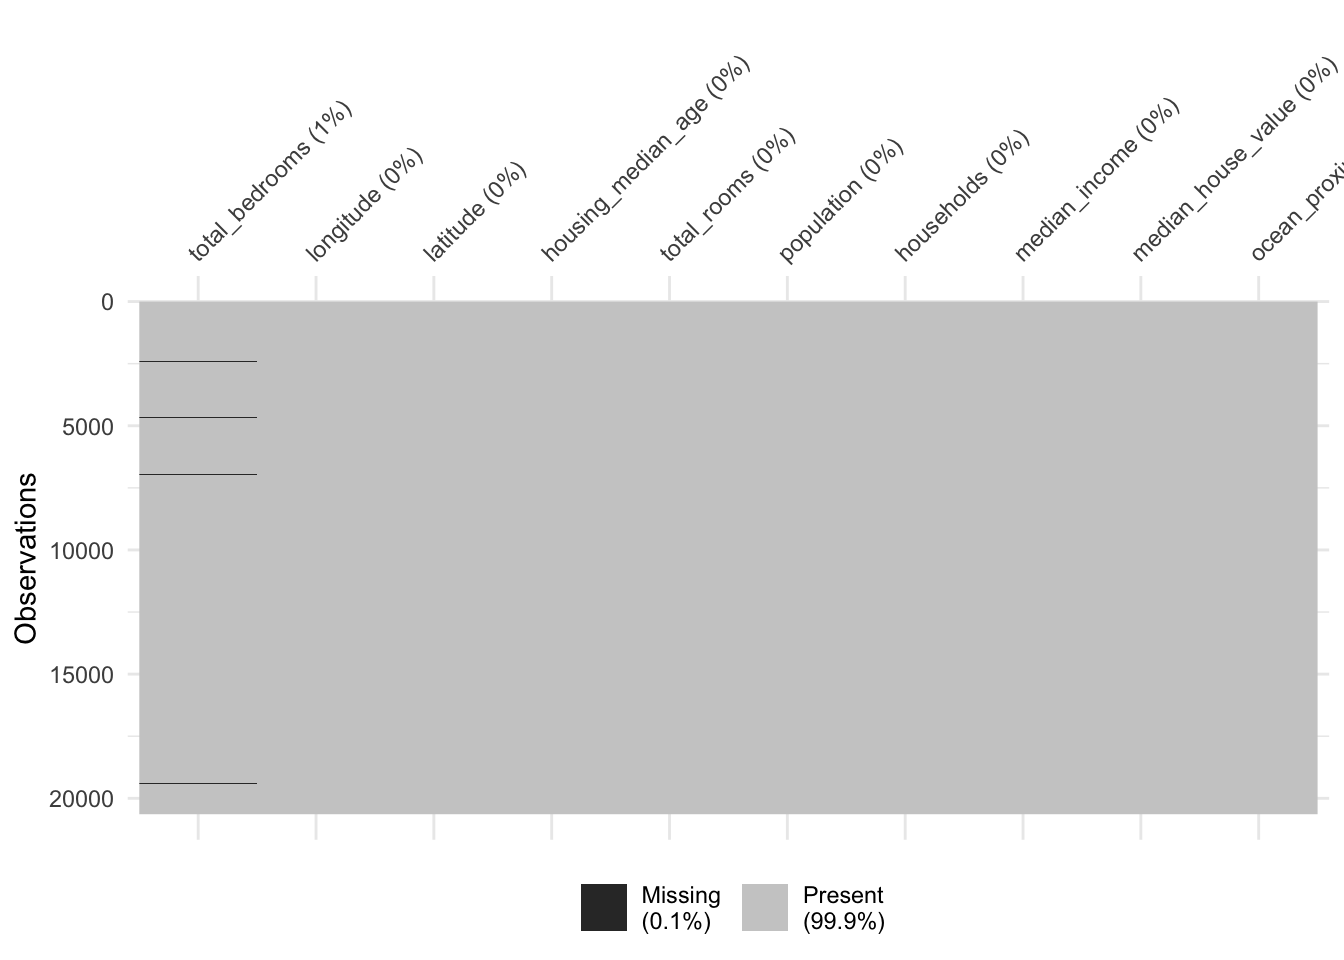 total_bedrooms (1%)
longitude (0%)
latitude (0%)
housing_median_age (0%)
total_rooms (0%)
population (0%)
households (0%)
median_income (0%)
median_house_value (0%)
ocean_proxi
0
5000
10000
15000
20000
Observations
Missing
(0.1%)
Present
(99.9%)